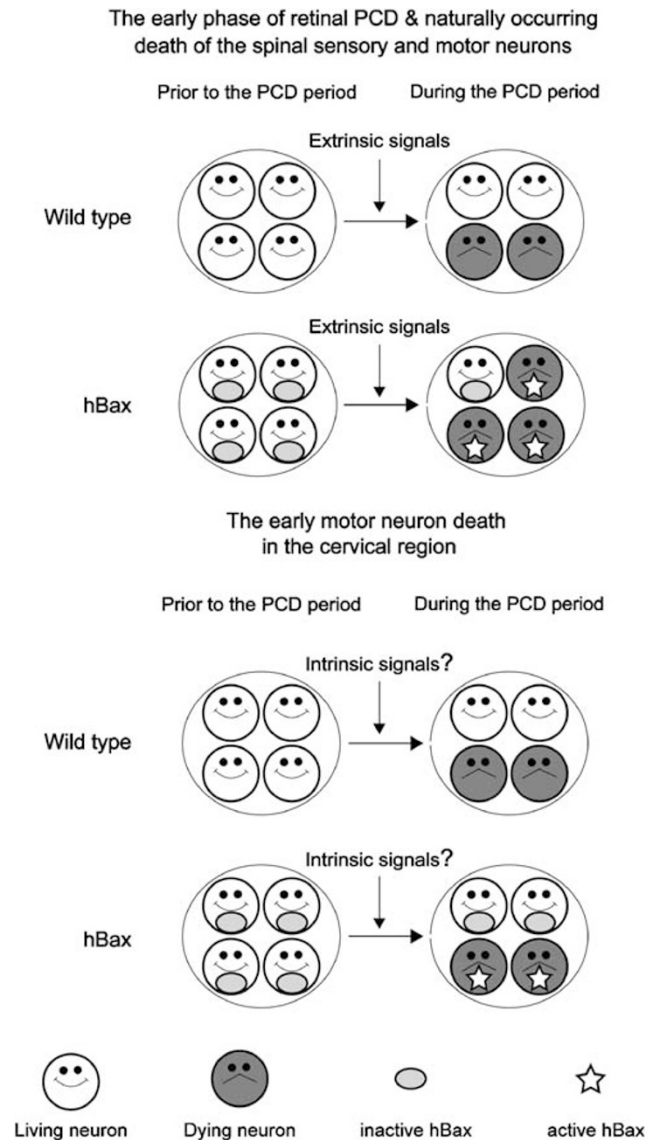 The early phase of retinal PCD & naturally occurring
death of the spinal sensory and motor neurons
Prior to the PCD period During the PCD period
Extrinsic signals
Wild type
Extrinsic signals
hBax
The early motor neuron death
in the cervical region
Prior to the PCD period During the PCD period
Intrinsic signals?
Wild type
Intrinsic signals?
hBax
Living neuron Dying neuron inactive hBax active hBax